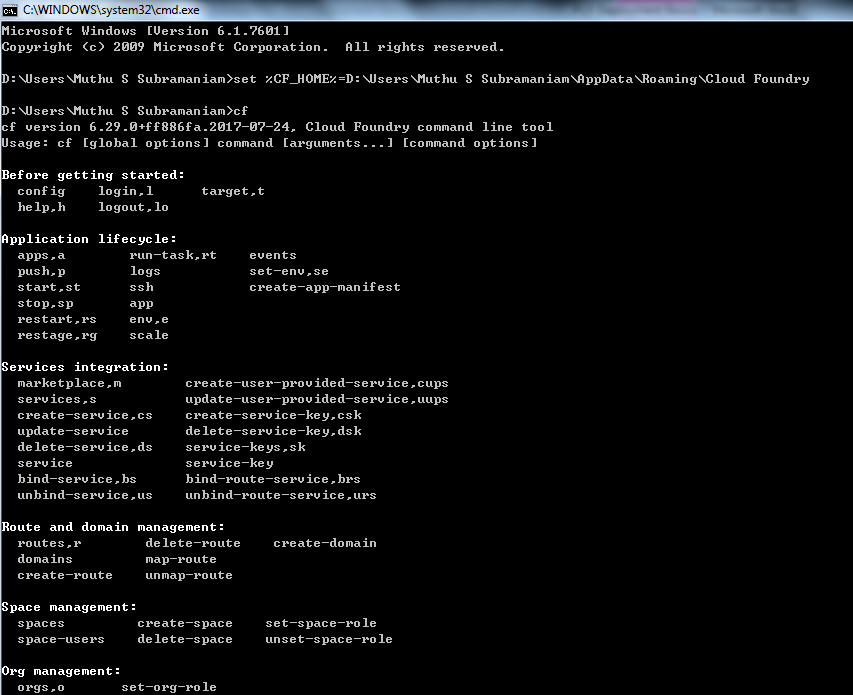 C:\WINDOWS\system32\cmd.exe
Microsoft Windows [Version 6.1.7601]
Copyright (c) 2009 Microsoft Corporation.  All rights reserved.
D:\Users\Muthu S Subramaniam>set %CF_HOME%=D:\Users\Muthu S Subramaniam\AppData\Roaming\Cloud Foundry
D:\Users\Muthu S Subramaniam>cf
cf version 6.29.0+ff886fa.2017-07-24, Cloud Foundry command line tool
Usage: cf [global options] command [arguments...] [command options]
Before getting started:
config    login,l      target,t
help,h    logout,lo
Application lifecycle:
apps,a        run-task,rt    events
push,p        logs           set-env,se
start,st      ssh            create-app-manifest
stop,sp       app
restart,rs    env,e
restage,rg    scale
Services integration:
marketplace,m        create-user-provided-service,cups
services,s           update-user-provided-service,uups
create-service,cs    create-service-key,csk
update-service       delete-service-key,dsk
delete-service,ds    service-keys,sk
service              service-key
bind-service,bs      bind-route-service,brs
unbind-service,us    unbind-route-service,urs
Route and domain management:
routes,r        delete-route    create-domain
domains         map-route
create-route    unmap-route
Space management:
spaces         create-space    set-space-role
space-users    delete-space    unset-space-role
Org management:
orgs,o       set-org-role